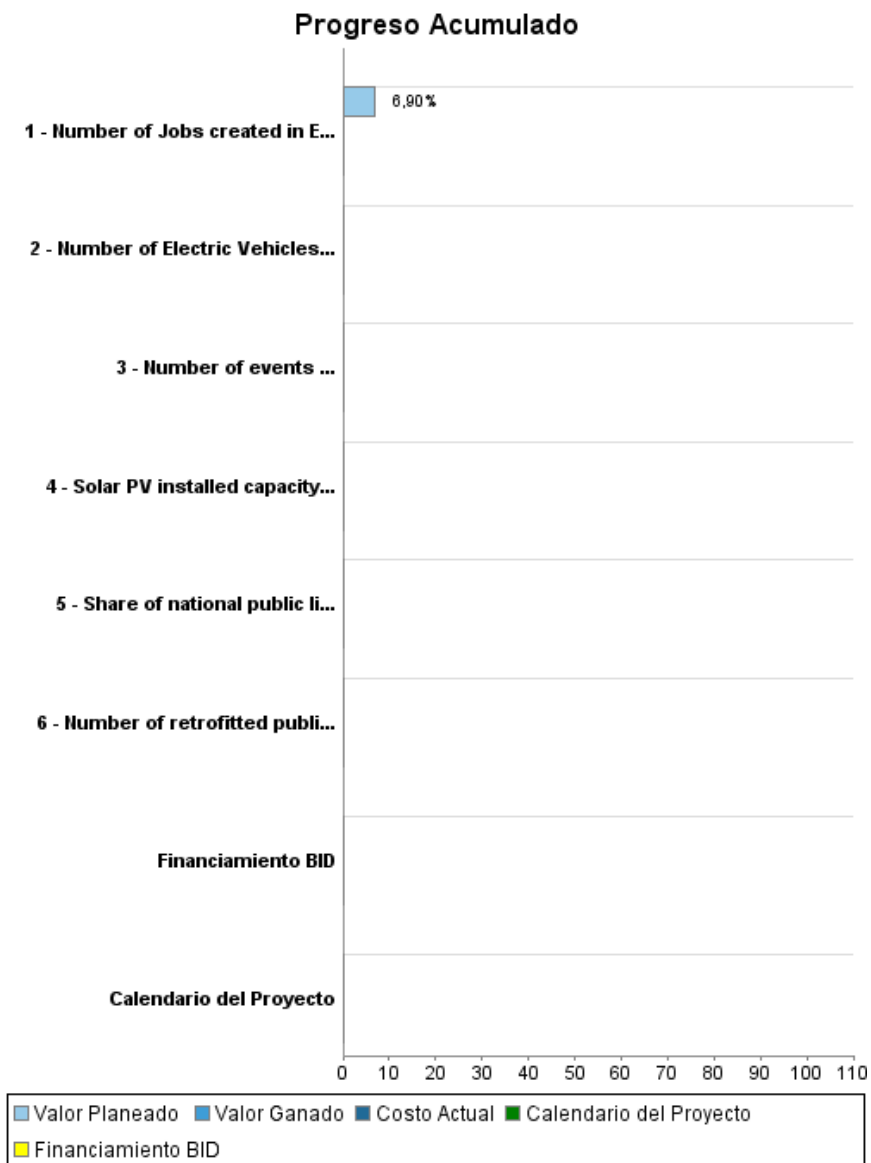 Progreso Acumulado
6,90%
1 - Number of Jobs created in E...
2 - Number of Electric Vehicles...
3 - Number of events ...
4 - Solar PV installed capacity...
5 - Share of national public li...
6 - Number of retrofitted publi...
Financiamiento BID
Calendario del Proyecto
0 10 20 30 40 50 60 70 80 90 100 110
Valor Planeado Valor Ganado Costo Actual Calendario del Proyecto
Financiamiento BID